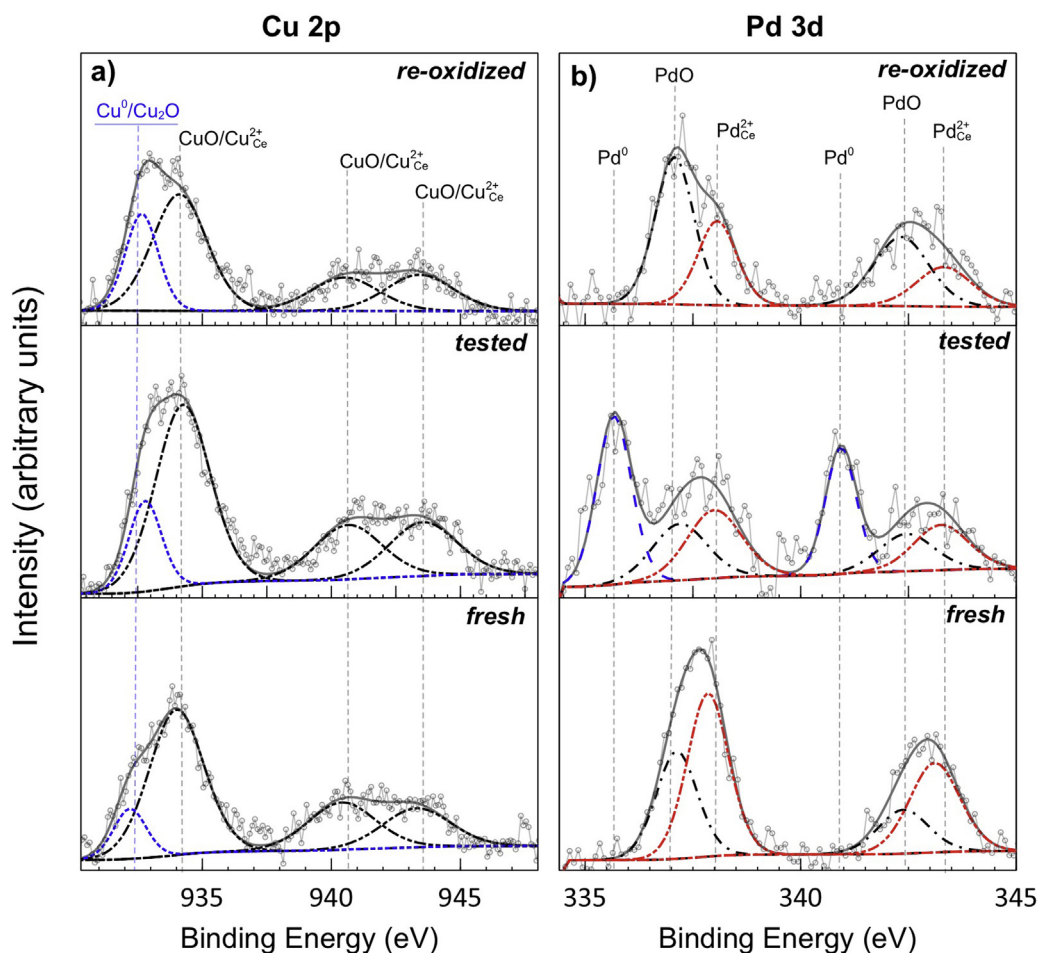 Cu 2p
Pd 3d
a)
re-oxidized
Cu⁰/Cu₂O
CuO/Cu²⁺Ce
CuO/Cu²⁺Ce
CuO/Cu²⁺Ce
b)
re-oxidized
PdO
PdO
Pd²⁺Ce
Pd²⁺Ce
Pd⁰
Pd⁰
tested
tested
fresh
fresh
Intensity (arbitrary units)
935
940
945
335
340
345
Binding Energy (eV)
Binding Energy (eV)